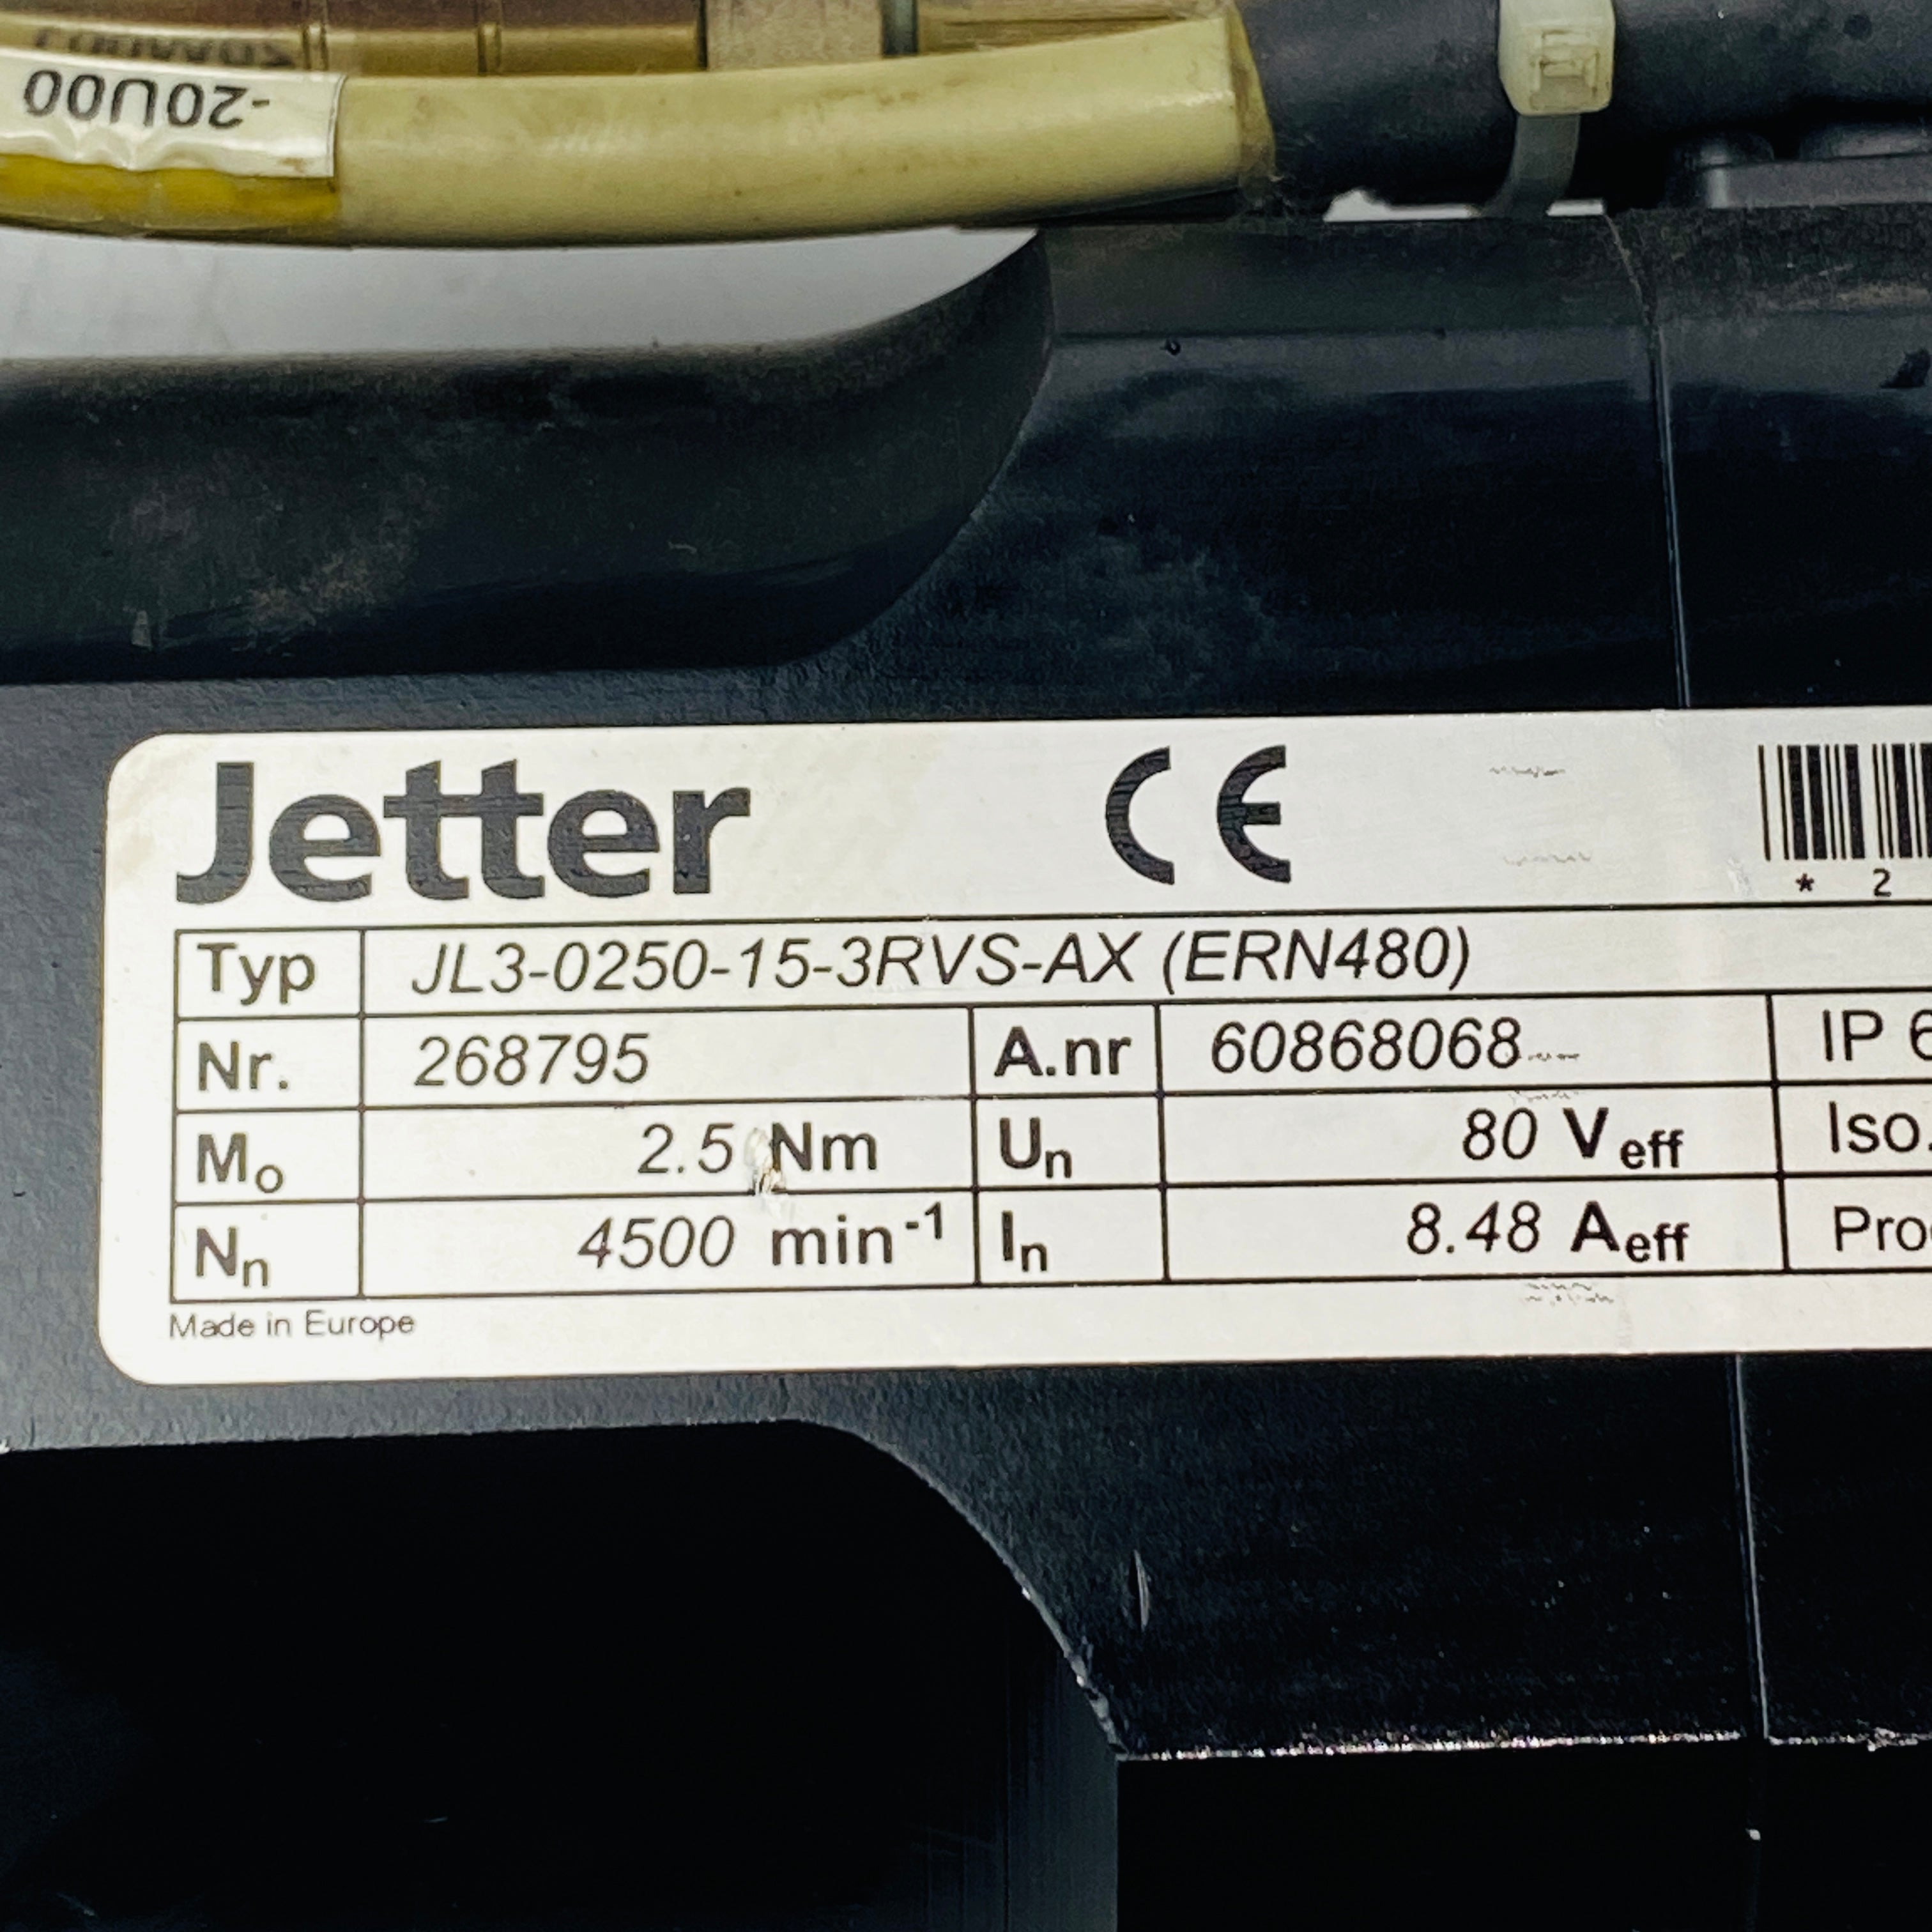 -20U00
Jetter CE
* 2
Typ JL3-0250-15-3RVS-AX (ERN480)
Nr. 268795 A.nr 60868068 IP 6
Mo 2.5 Nm Un 80 Veff Iso.
Nn 4500 min-1 In 8.48 Aeff
Made in Europe